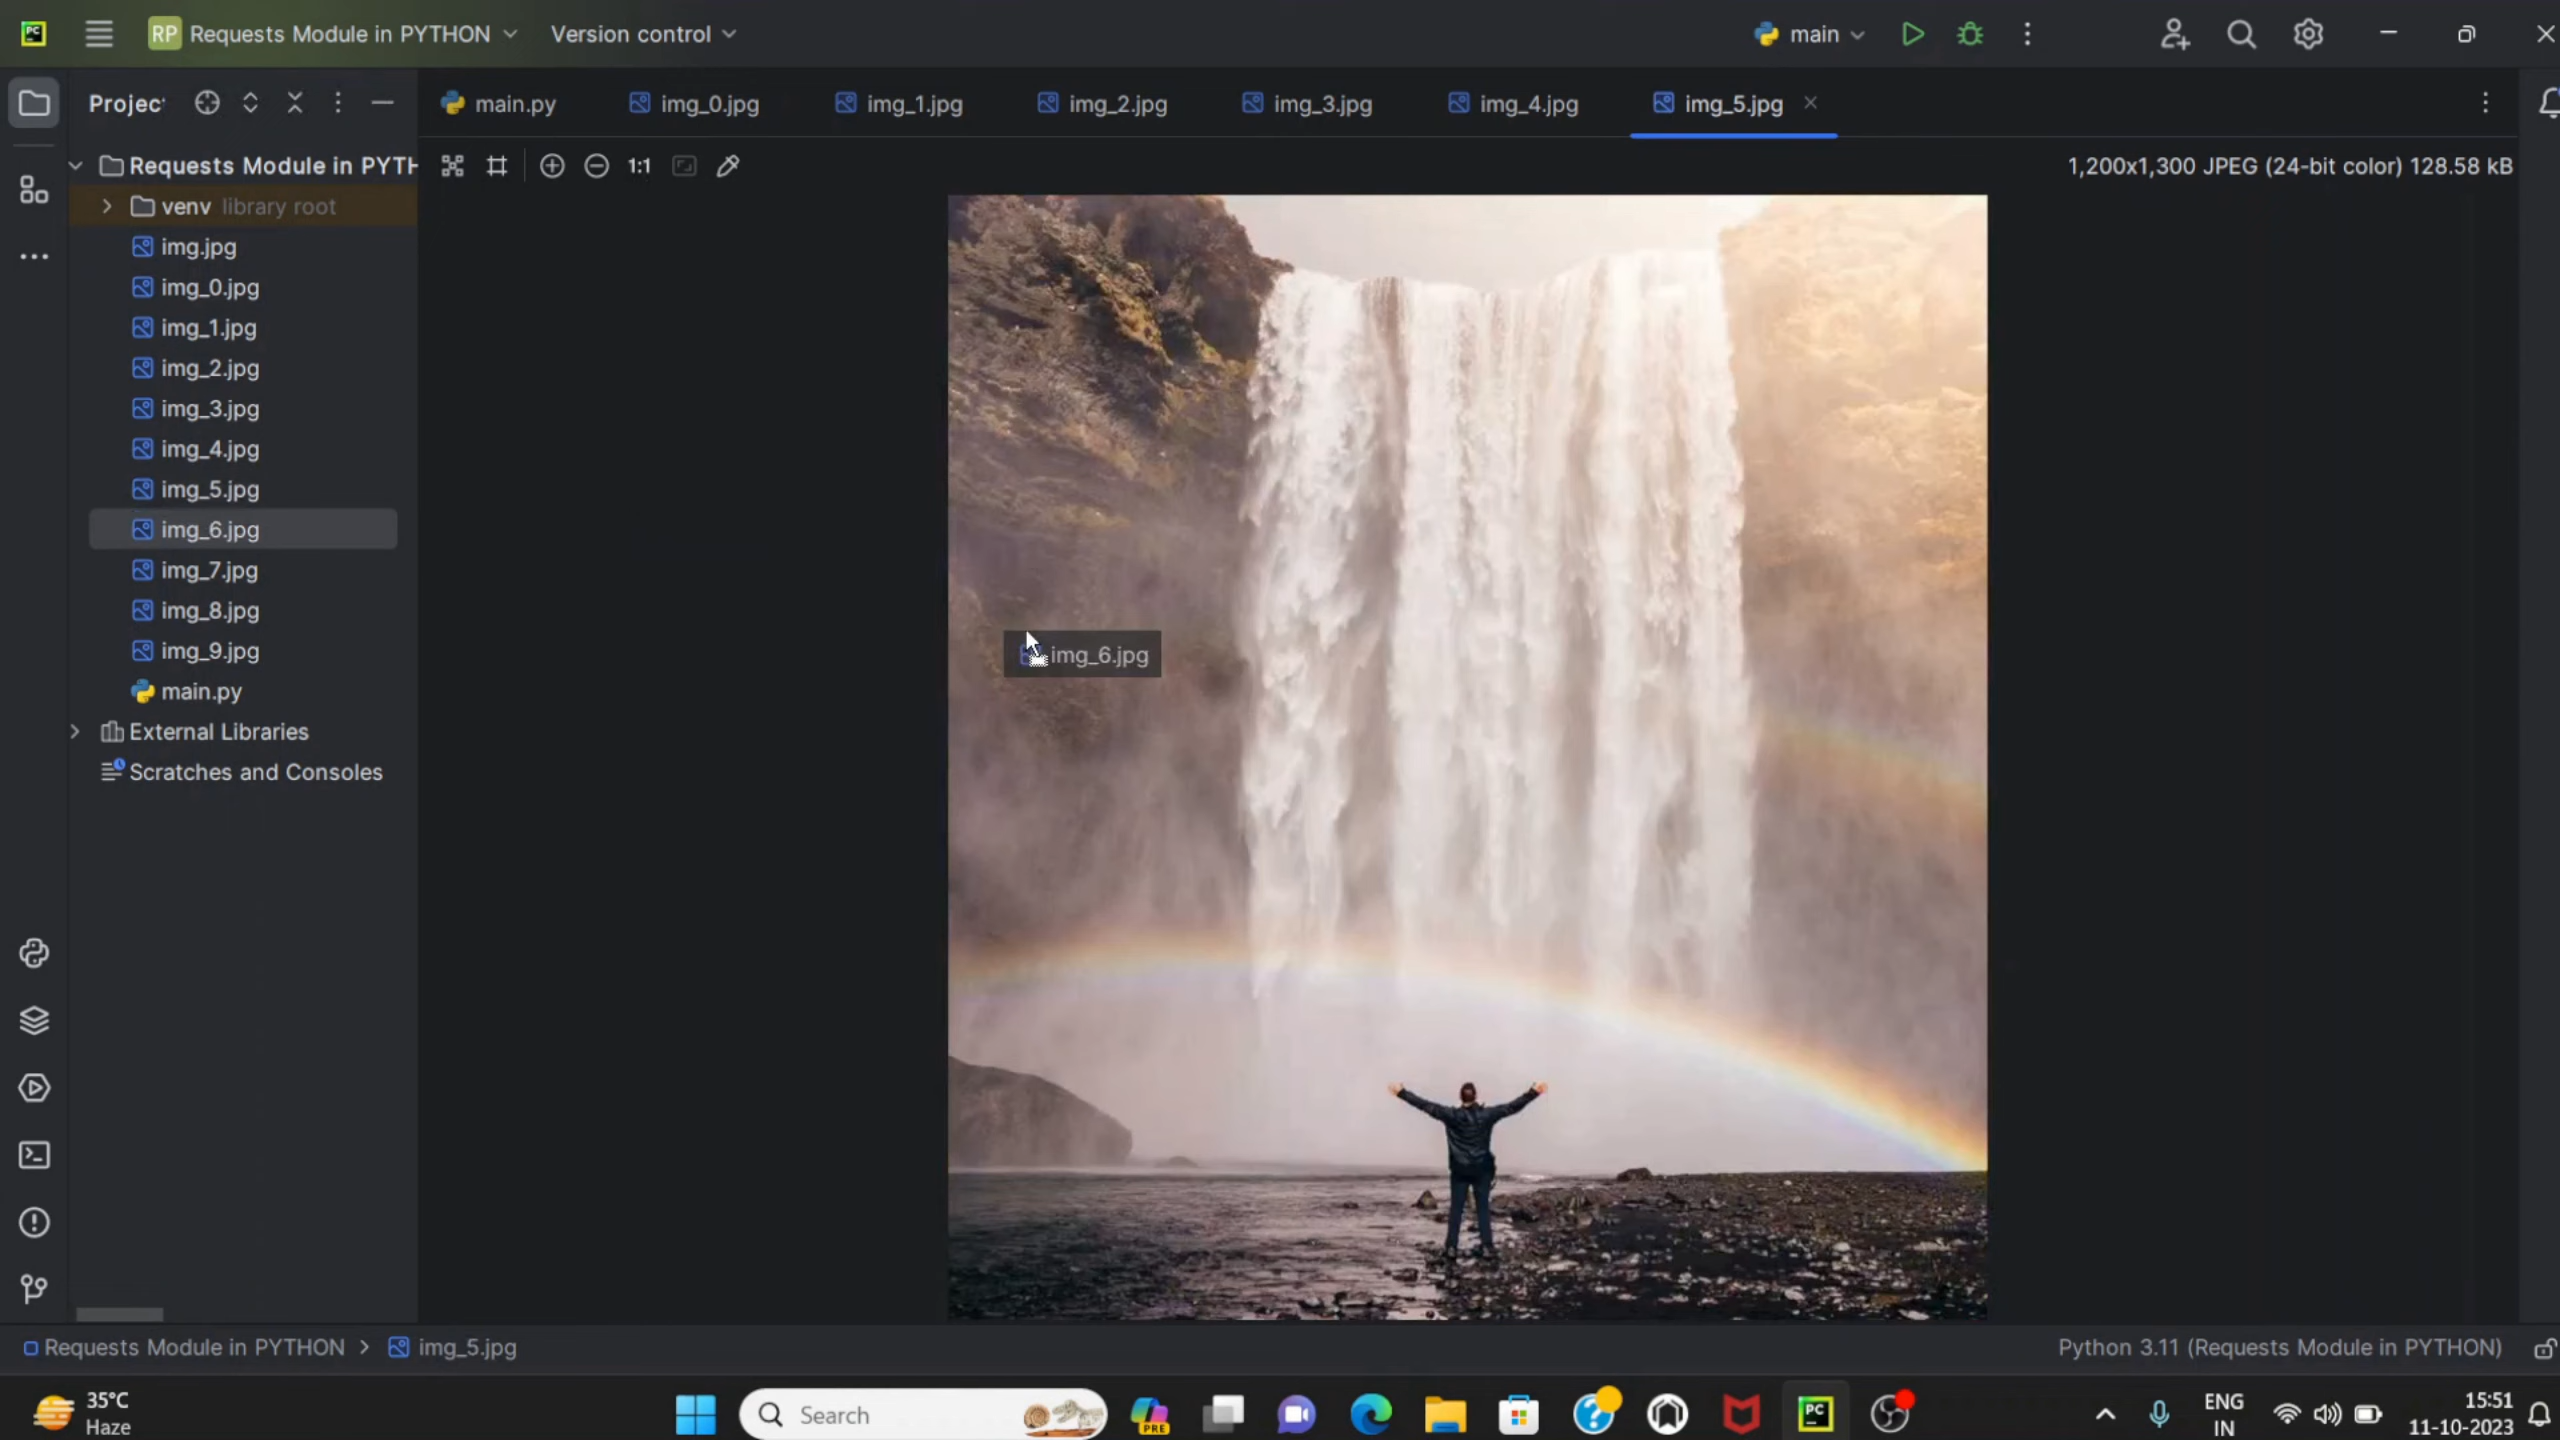 RP Requests Module in PYTHON Version control main
Projec
main.py img_0.jpg img_1.jpg img_2.jpg img_3.jpg img_4.jpg img_5.jpg
Requests Module in PYTH
1:1
1,200x1,300 JPEG (24-bit color) 128.58 kB
venv library root
img.jpg
img_0.jpg
img_1.jpg
img_2.jpg
img_3.jpg
img_4.jpg
img_5.jpg
img_6.jpg
img_7.jpg
img_8.jpg
img_6.jpg
img_9.jpg
main.py
External Libraries
Scratches and Consoles
Requests Module in PYTHON > img_5.jpg
Python 3.11 (Requests Module in PYTHON)
35°C
Haze
Search
PRE
PC
ENG
IN
15:51
11-10-2023